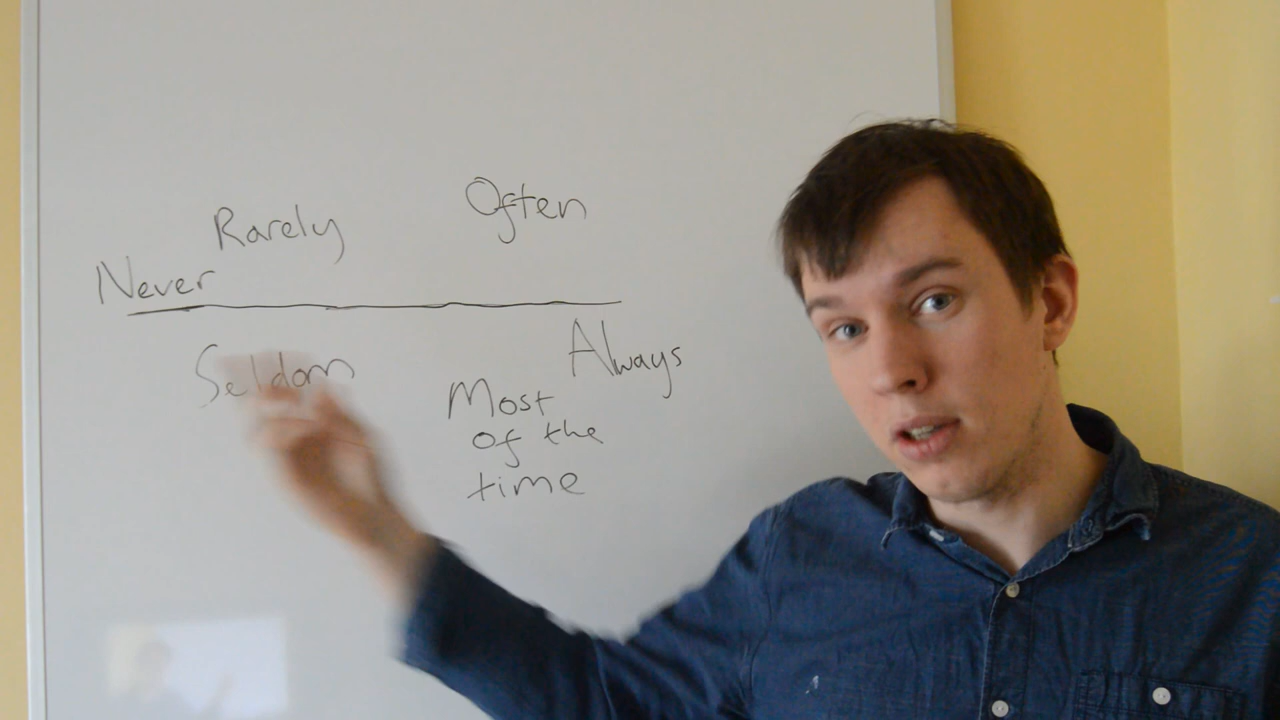 Often
Rarely
Never
Always
Seldom
Most
of the
time